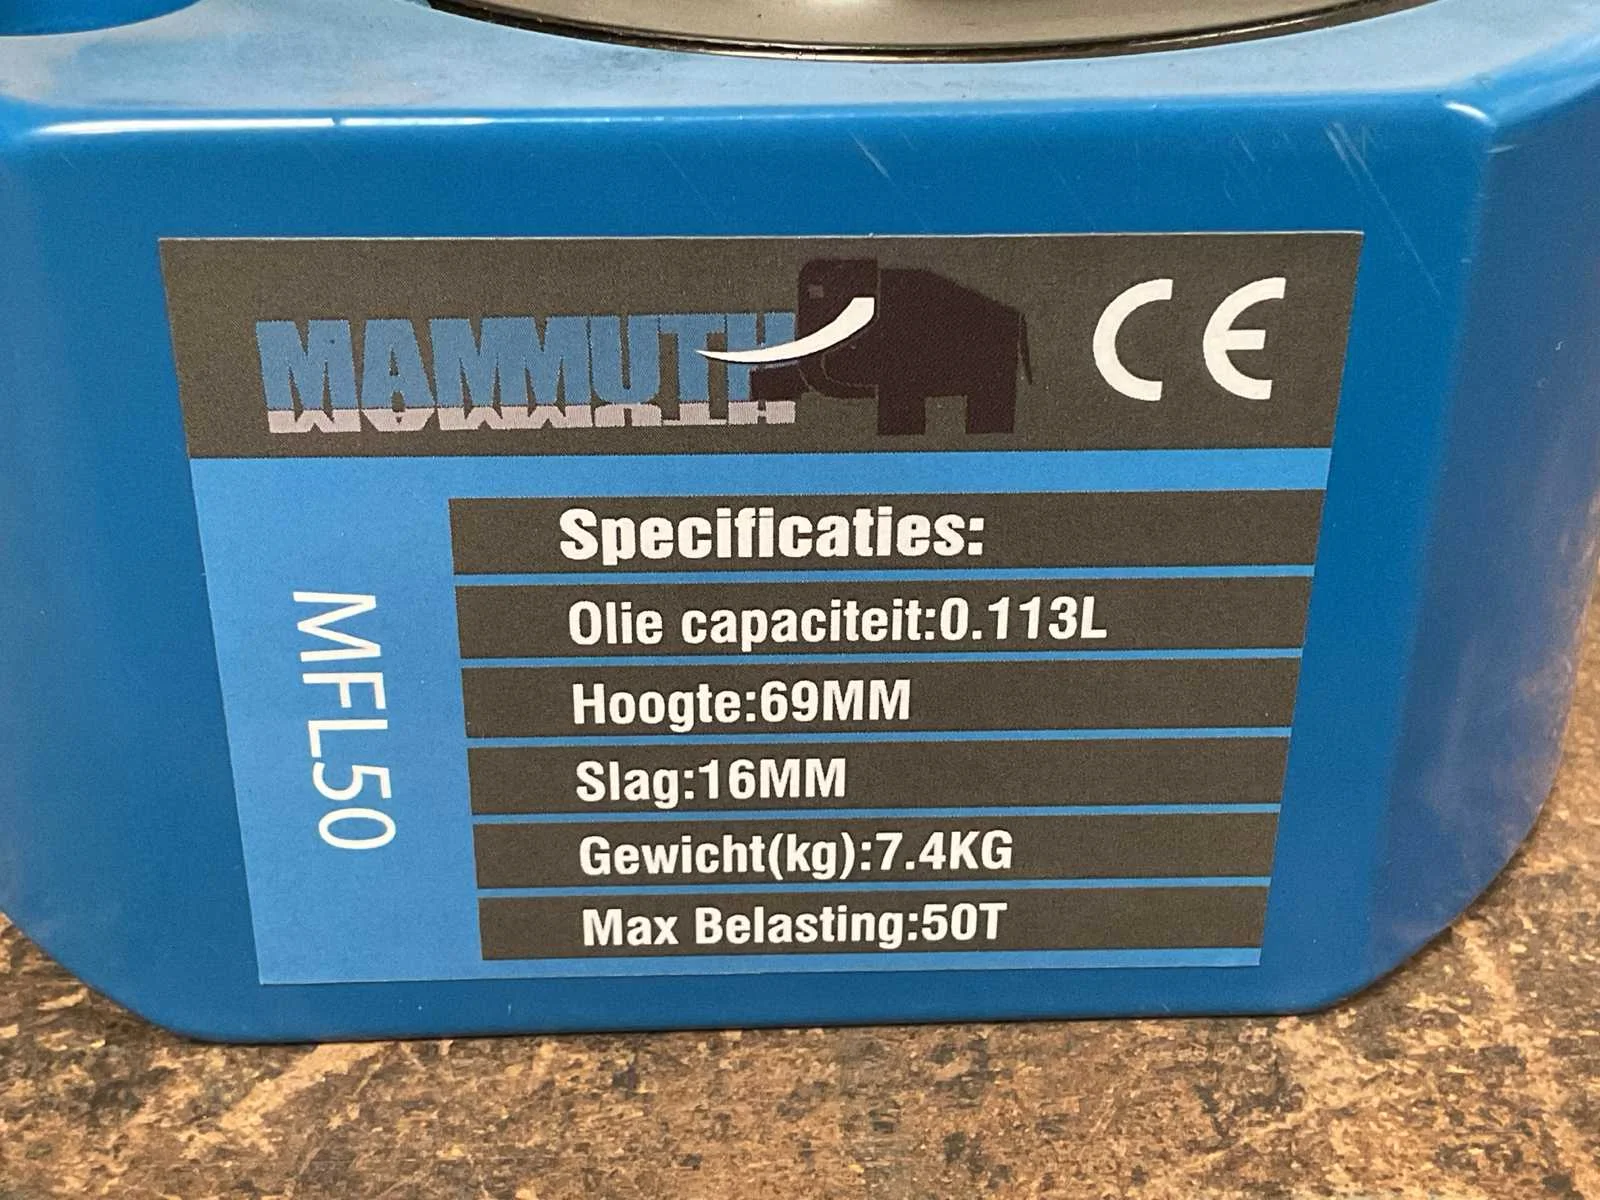 MAMMUTH
CE
MFL50
Specificaties:
Olie capaciteit:0.113L
Hoogte:69MM
Slag:16MM
Gewicht(kg):7.4KG
Max Belasting:50T